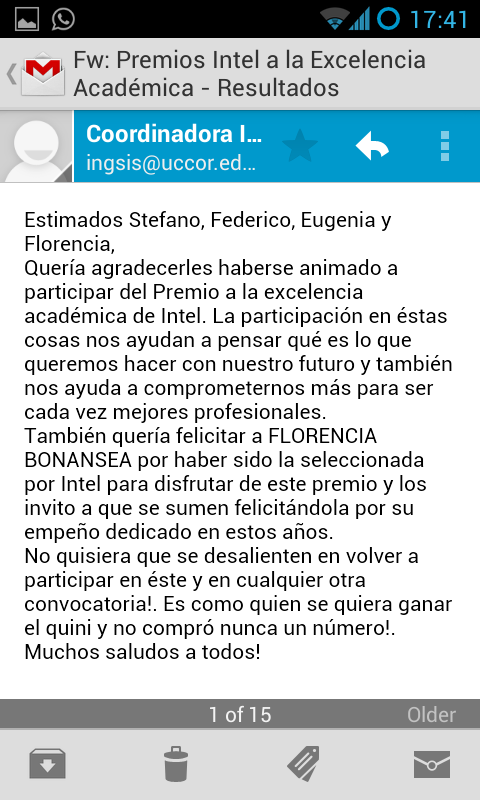 17:41
Fw: Premios Intel a la Excelencia
Académica - Resultados
Coordinadora I...
ingsis@uccor.ed...
Estimados Stefano, Federico, Eugenia y
Florencia,
Quería agradecerles haberse animado a
participar del Premio a la excelencia
académica de Intel. La participación en éstas
cosas nos ayudan a pensar qué es lo que
queremos hacer con nuestro futuro y también
nos ayuda a comprometernos más para ser
cada vez mejores profesionales.
También quería felicitar a FLORENCIA
BONANSEA por haber sido la seleccionada
por Intel para disfrutar de este premio y los
invito a que se sumen felicitándola por su
empeño dedicado en estos años.
No quisiera que se desalienten en volver a
participar en éste y en cualquier otra
convocatoria!. Es como quien se quiera ganar
el quini y no compró nunca un número!.
Muchos saludos a todos!
1 of 15
Older